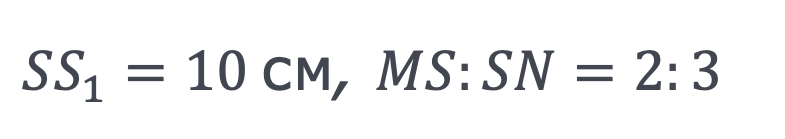 SS₁ = 10 см, MS: SN = 2: 3